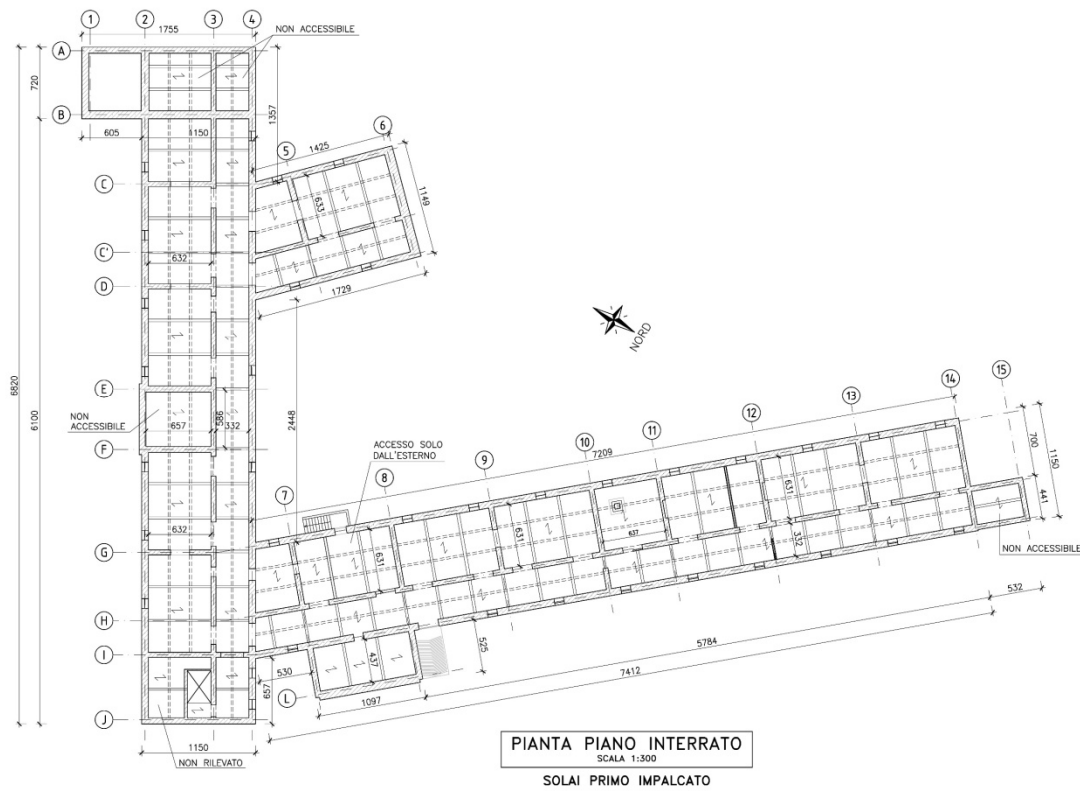 1
2
3
4
1755
NON ACCESSIBILE
A
720
B
605
1150
1357
5
6
1425
633
1149
1729
C
C'
D
632
E
F
NON
ACCESSIBILE
657
586
332
6820
6100
2448
NORD
ACCESSO SOLO
DALL'ESTERNO
7
8
9
10
11
12
13
14
15
7209
700
1150
441
631
631
637
631
332
NON ACCESSIBILE
532
5784
7412
G
632
H
I
J
L
530
657
437
525
1097
1150
NON RILEVATO
PIANTA PIANO INTERRATO
SCALA 1:300
SOLAI PRIMO IMPALCATO